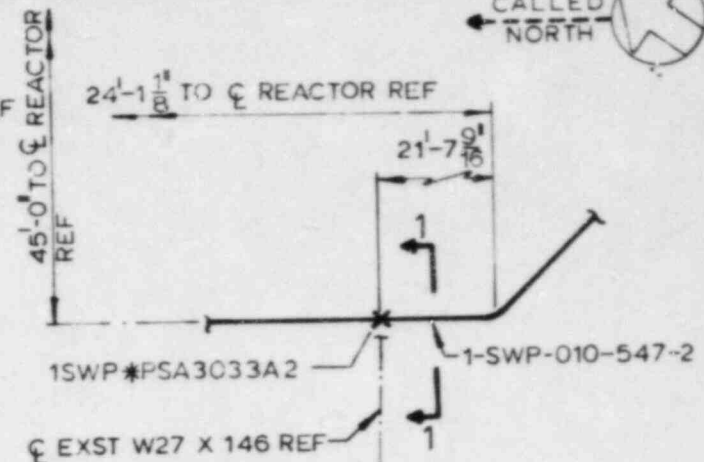 CALLED
NORTH
F
45'-0" TO ℄ REACTOR
REF
24'-1 1/8" TO ℄ REACTOR REF
21'-7 9/16"
1
1SWP*PSA3033A2
1-SWP-010-547-2
℄ EXST W27 X 146 REF
1